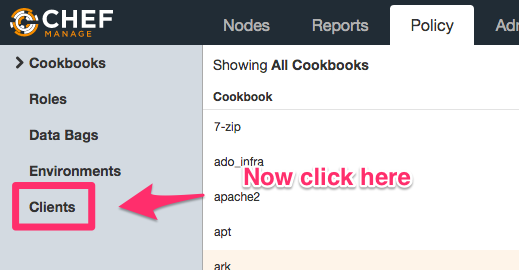 CHEF
MANAGE
Nodes
Reports
Policy
Cookbooks
Roles
Data Bags
Environments
Clients
Showing All Cookbooks
Cookbook
7-zip
ado_infra
apache2
apt
ark
Now click here